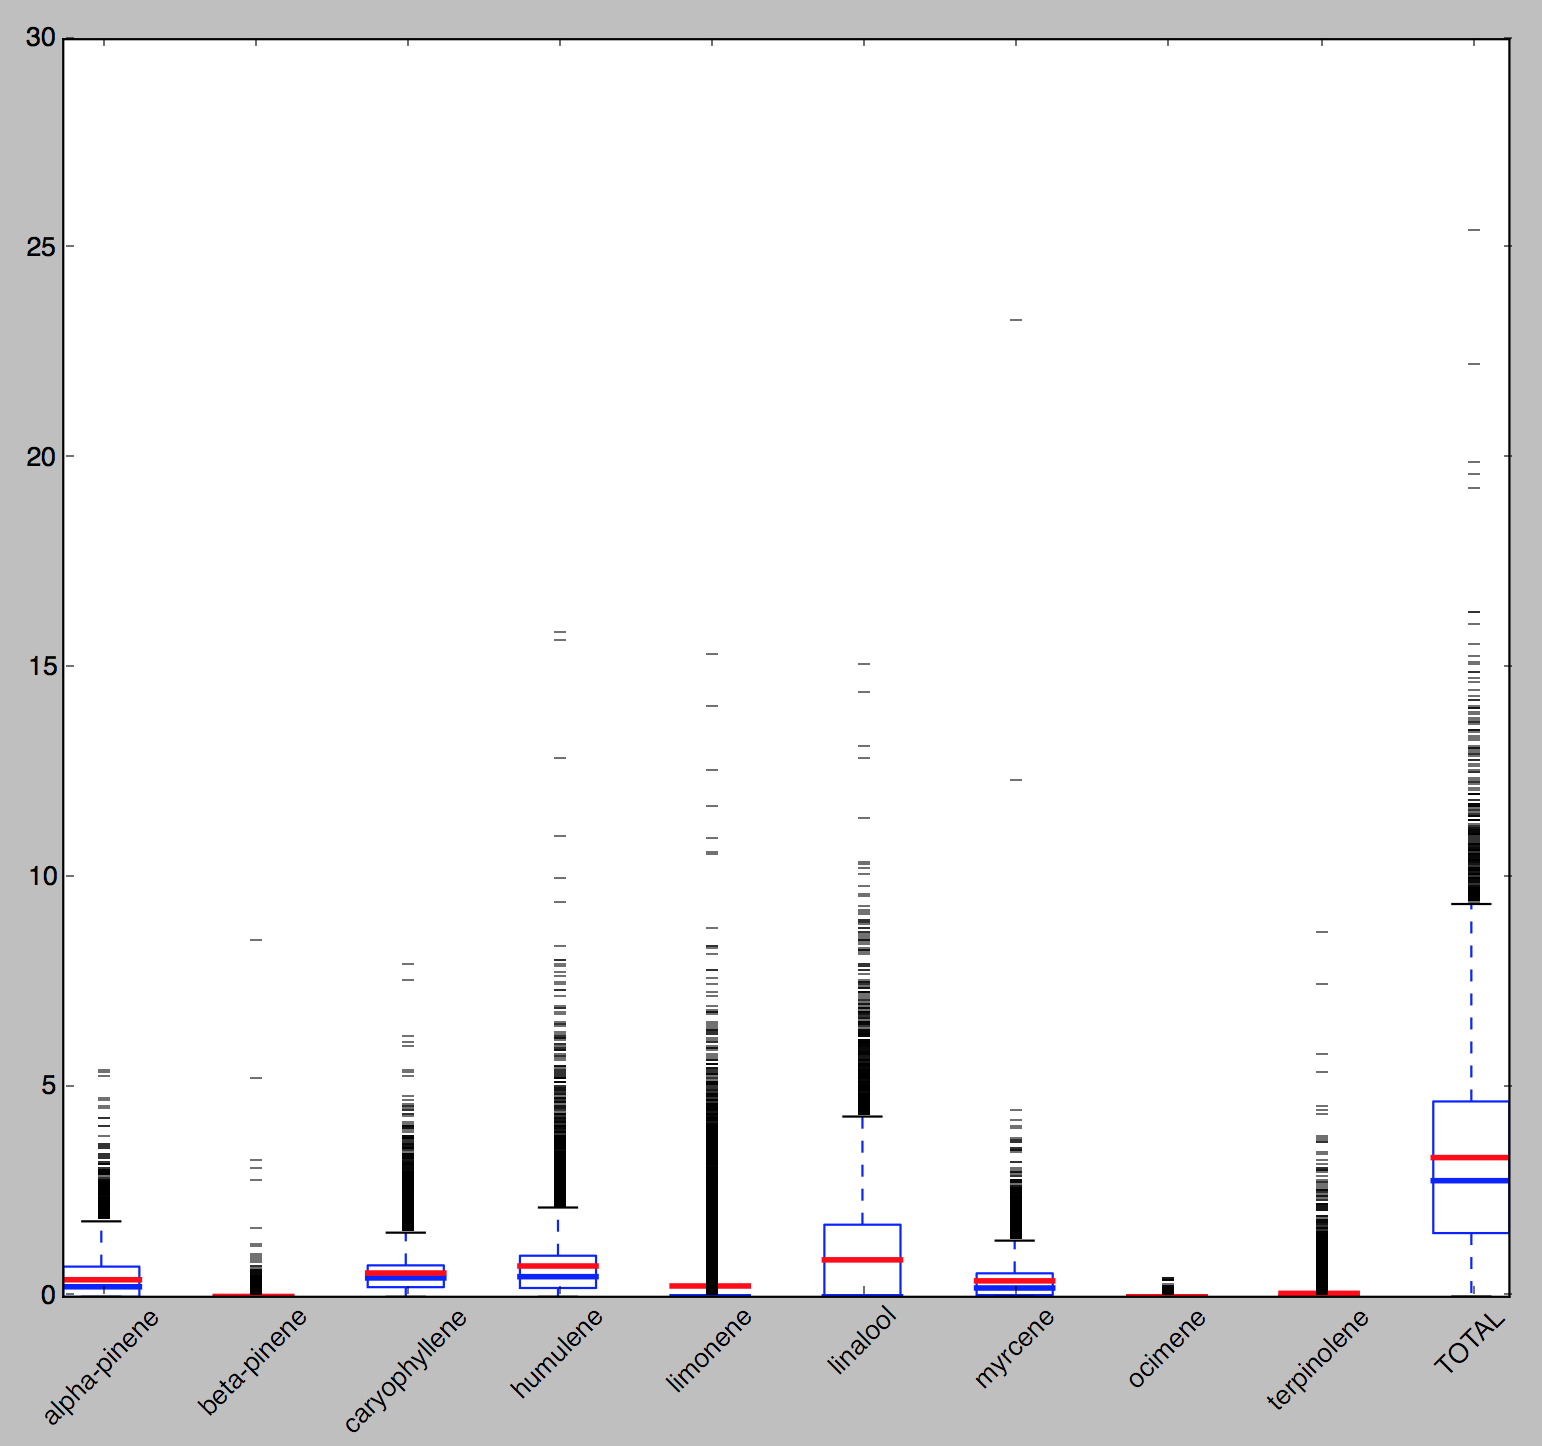 30
25
20
15
10
5
0
alpha-pinene
beta-pinene
caryophyllene
humulene
limonene
linalool
myrcene
ocimene
terpinolene
TOTAL